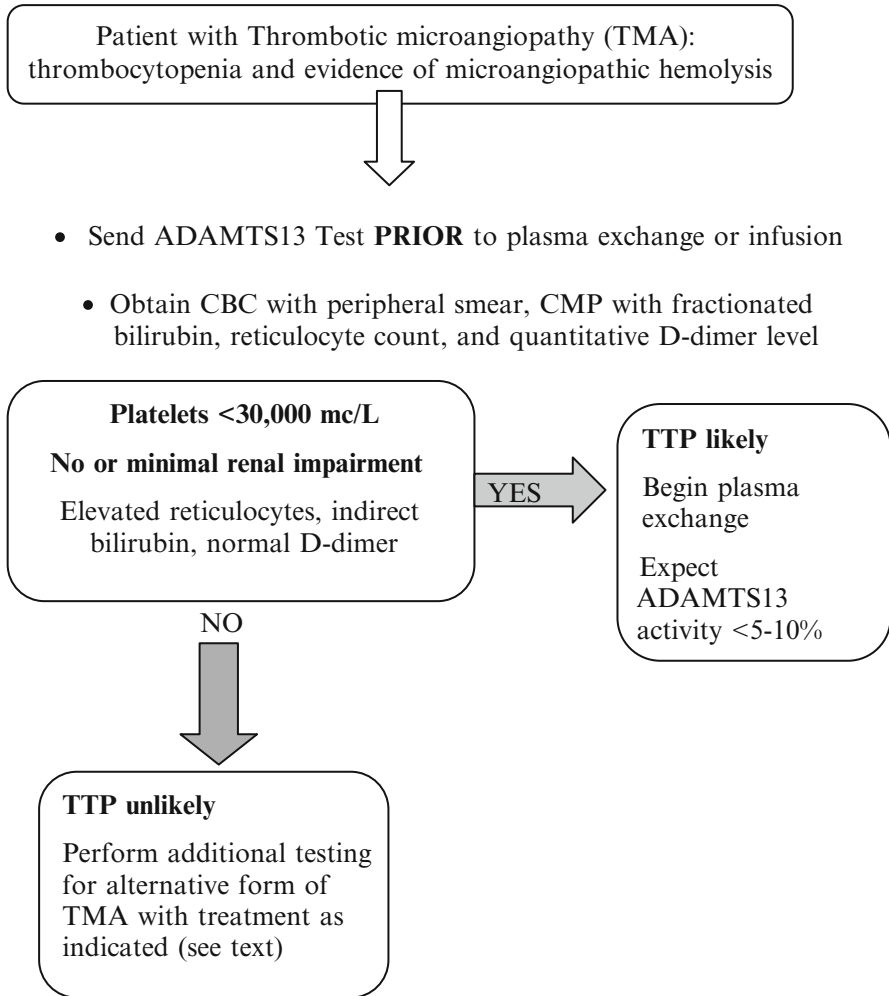 Patient with Thrombotic microangiopathy (TMA):
thrombocytopenia and evidence of microangiopathic hemolysis
• Send ADAMTS13 Test PRIOR to plasma exchange or infusion
• Obtain CBC with peripheral smear, CMP with fractionated
bilirubin, reticulocyte count, and quantitative D-dimer level
Platelets <30,000 mc/L
No or minimal renal impairment
Elevated reticulocytes, indirect
bilirubin, normal D-dimer
YES
TTP likely
Begin plasma
exchange
Expect
ADAMTS13
activity <5-10%
NO
TTP unlikely
Perform additional testing
for alternative form of
TMA with treatment as
indicated (see text)